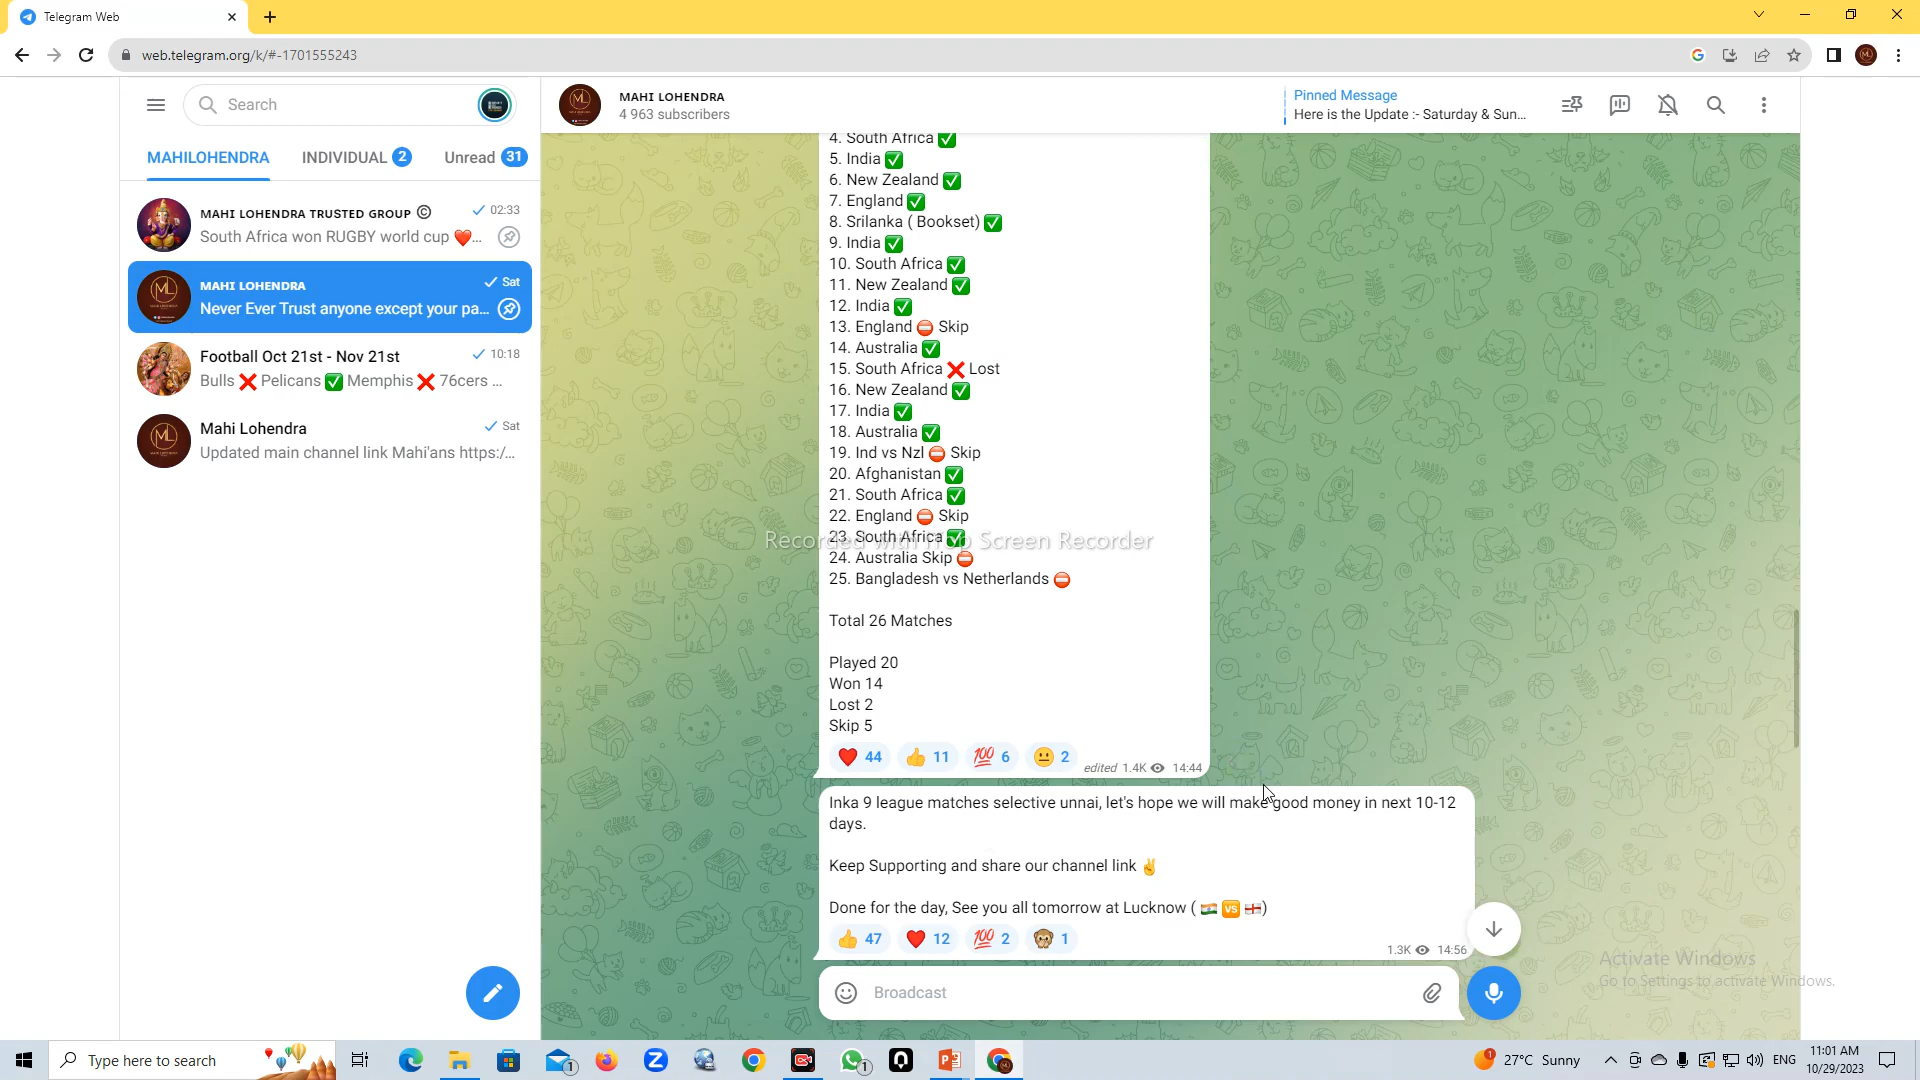 Telegram Web
web.telegram.org/k/#-1701555243
Search
MAHILOHENDRA
INDIVIDUAL 2
Unread 31
MAHI LOHENDRA TRUSTED GROUP © 02:33
South Africa won RUGBY world cup ❤️...
MAHI LOHENDRA Sat
Never Ever Trust anyone except your pa...
Football Oct 21st - Nov 21st 10:18
Bulls ❌ Pelicans ✅ Memphis ❌ 76cers ...
Mahi Lohendra Sat
Updated main channel link Mahi'ans https:/...
MAHI LOHENDRA
4 963 subscribers
Pinned Message
Here is the Update :- Saturday & Sun...
4. South Africa ✅
5. India ✅
6. New Zealand ✅
7. England ✅
8. Srilanka ( Bookset) ✅
9. India ✅
10. South Africa ✅
11. New Zealand ✅
12. India ✅
13. England ⛔ Skip
14. Australia ✅
15. South Africa ❌ Lost
16. New Zealand ✅
17. India ✅
18. Australia ✅
19. Ind vs Nzl ⛔ Skip
20. Afghanistan ✅
21. South Africa ✅
22. England ⛔ Skip
23. South Africa ✅
24. Australia Skip ⛔
25. Bangladesh vs Netherlands ⛔
Total 26 Matches
Played 20
Won 14
Lost 2
Skip 5
❤️ 44 👍 11 💯 6 😐 2
edited 1.4K 14:44
Inka 9 league matches selective unnai, let's hope we will make good money in next 10-12
days.
Keep Supporting and share our channel link ✌️
Done for the day, See you all tomorrow at Lucknow ( 🇮🇳 🆚 🏴󠁧󠁢󠁥󠁮󠁧󠁿)
👍 47 ❤️ 12 💯 2 🙊 1
1.3K 14:56
Broadcast
Screen Recorder
Activate Windows
Go to Settings to activate Windows.
Type here to search
27°C Sunny
ENG
11:01 AM
10/29/2023